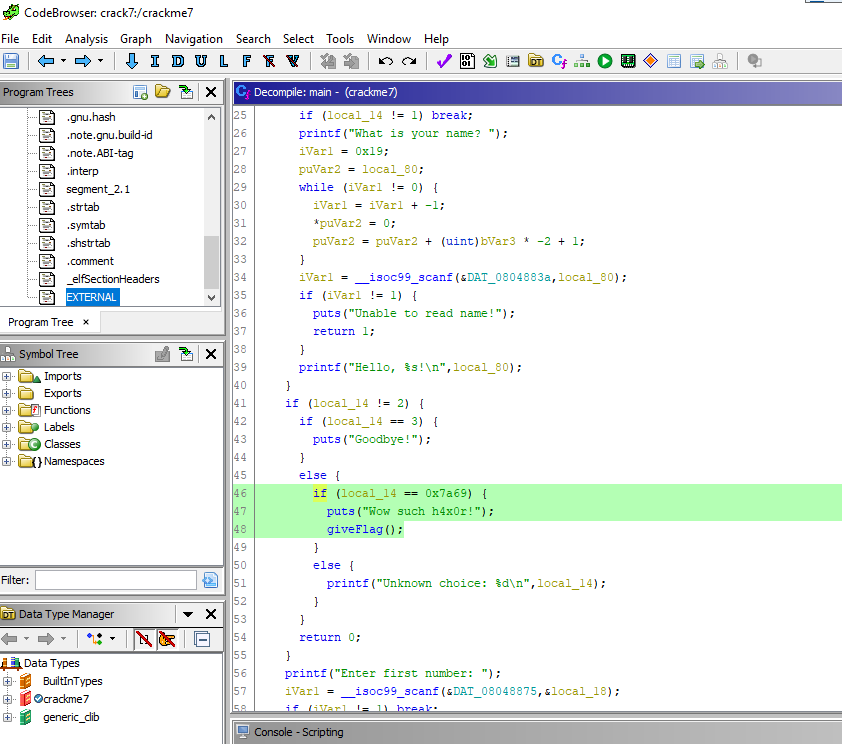 CodeBrowser: crack7:/crackme7
File Edit Analysis Graph Navigation Search Select Tools Window Help
I D U L F F V
Program Trees
.gnu.hash
.note.gnu.build-id
.note.ABI-tag
.interp
segment_2.1
.strtab
.symtab
.shstrtab
.comment
_elfSectionHeaders
EXTERNAL
Program Tree ×
Symbol Tree
Imports
Exports
Functions
Labels
Classes
Namespaces
Filter:
Data Type Manager
Data Types
BuiltInTypes
crackme7
generic_clib
Decompile: main - (crackme7)
25 if (local_14 != 1) break;
26 printf("What is your name? ");
27 iVar1 = 0x19;
28 puVar2 = local_80;
29 while (iVar1 != 0) {
30 iVar1 = iVar1 + -1;
31 *puVar2 = 0;
32 puVar2 = puVar2 + (uint)bVar3 * -2 + 1;
33 }
34 iVar1 = __isoc99_scanf(&DAT_0804883a,local_80);
35 if (iVar1 != 1) {
36 puts("Unable to read name!");
37 return 1;
38 }
39 printf("Hello, %s!\n",local_80);
40 }
41 if (local_14 != 2) {
42 if (local_14 == 3) {
43 puts("Goodbye!");
44 }
45 else {
46 if (local_14 == 0x7a69) {
47 puts("Wow such h4x0r!");
48 giveFlag();
49 }
50 else {
51 printf("Unknown choice: %d\n",local_14);
52 }
53 }
54 return 0;
55 }
56 printf("Enter first number: ");
57 iVar1 = __isoc99_scanf(&DAT_08048875,&local_18);
58 if (iVar1 != 1) break;
Console - Scripting